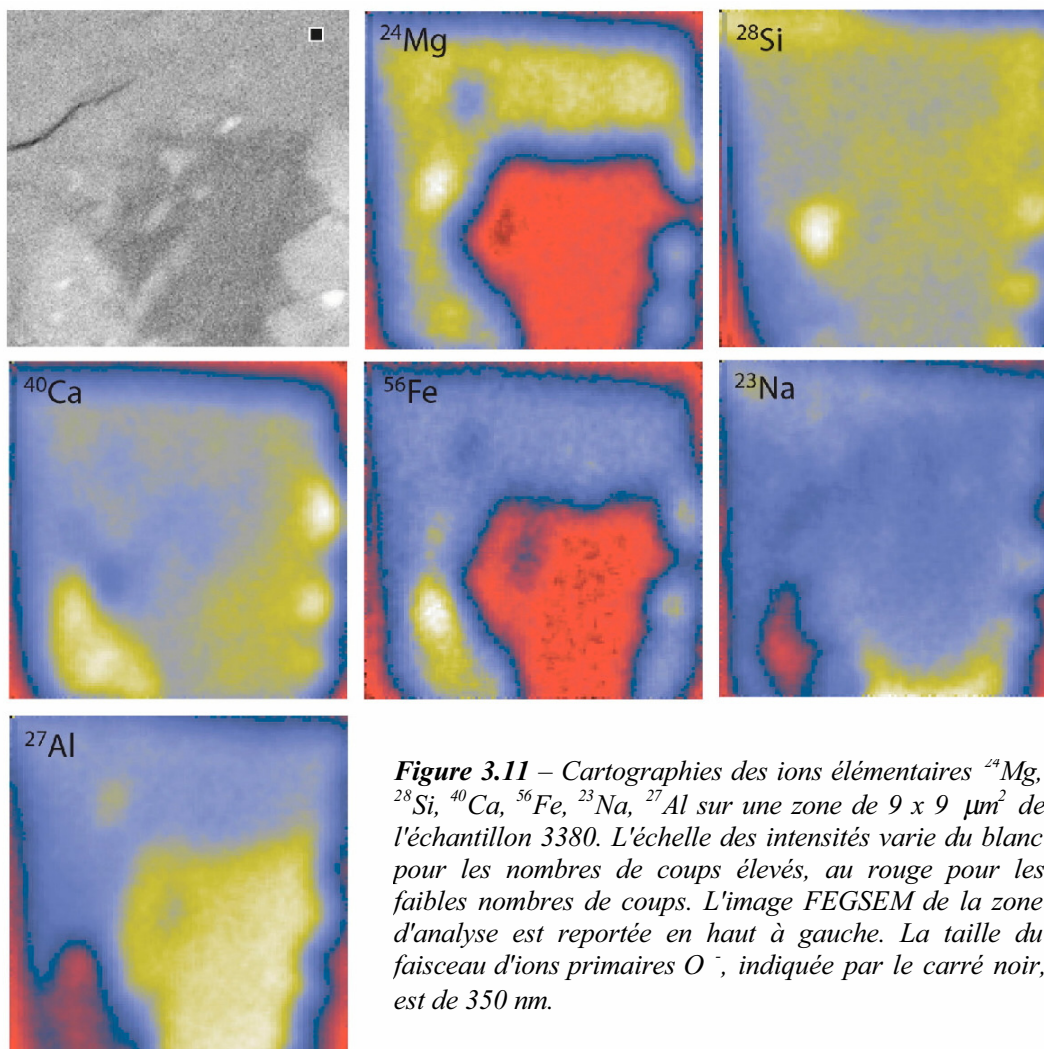 ²⁴Mg
²⁸Si
⁴⁰Ca
⁵⁶Fe
²³Na
²⁷Al
Figure 3.11 – Cartographies des ions élémentaires ²⁴Mg,
²⁸Si, ⁴⁰Ca, ⁵⁶Fe, ²³Na, ²⁷Al sur une zone de 9 x 9 µm² de
l'échantillon 3380. L'échelle des intensités varie du blanc
pour les nombres de coups élevés, au rouge pour les
faibles nombres de coups. L'image FEGSEM de la zone
d'analyse est reportée en haut à gauche. La taille du
faisceau d'ions primaires O ⁻, indiquée par le carré noir,
est de 350 nm.